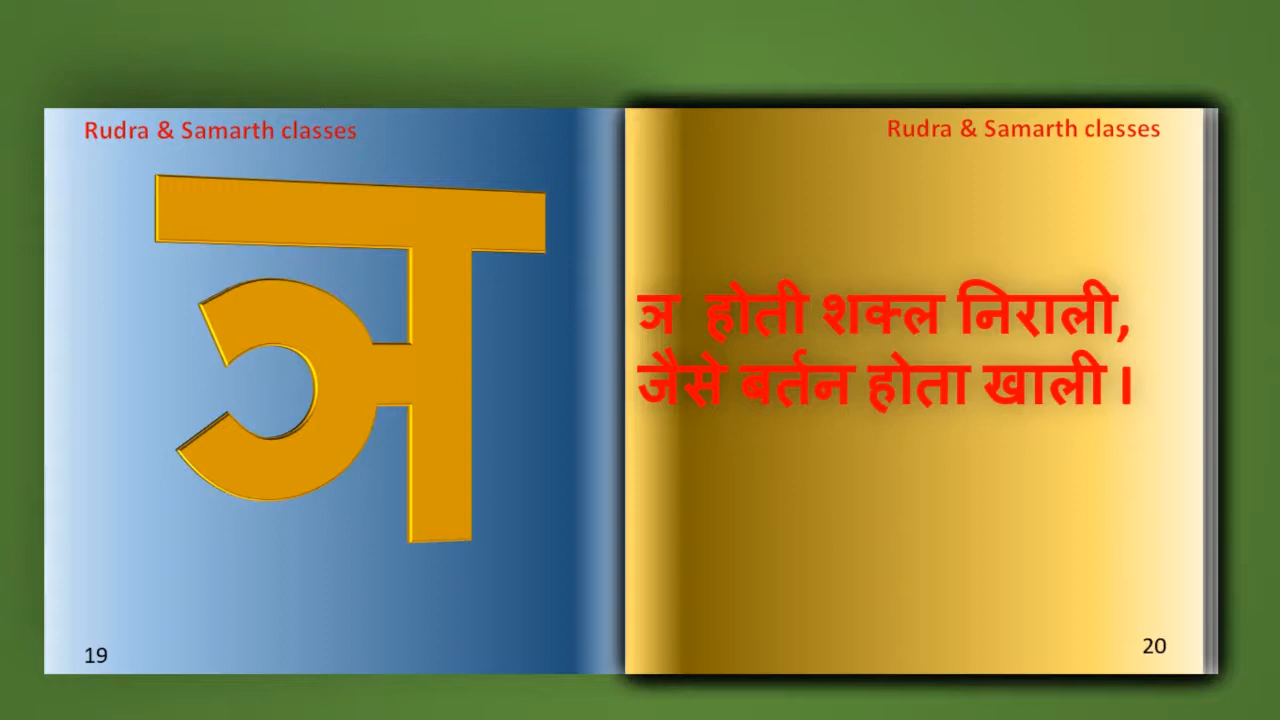 Rudra & Samarth classes
ञ
19
Rudra & Samarth classes
ञ होती शक्ल निराली,
जैसे बर्तन होता खाली ।
20